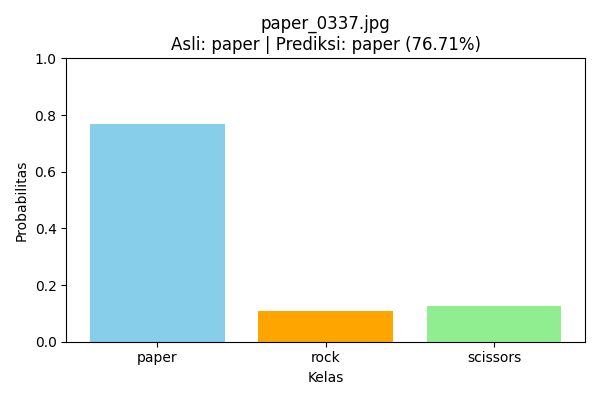 paper_0337.jpg
Asli: paper | Prediksi: paper (76.71%)
1.0
0.8
0.6
0.4
0.2
0.0
Probabilitas
paper
rock
scissors
Kelas